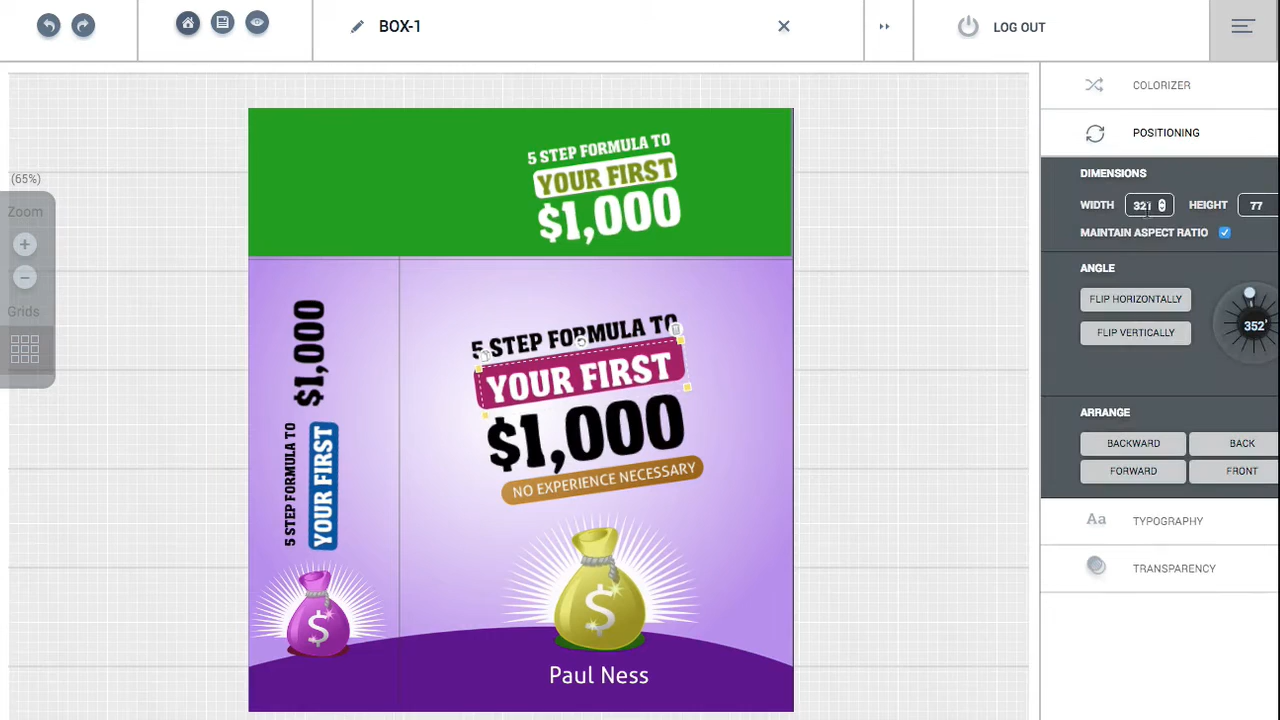 BOX-1
LOG OUT
(65%)
Zoom
Grids
5 STEP FORMULA TO
YOUR FIRST
$1,000
5 STEP FORMULA TO
YOUR FIRST
$1,000
5 STEP FORMULA TO
YOUR FIRST
$1,000
NO EXPERIENCE NECESSARY
$
$
Paul Ness
COLORIZER
POSITIONING
DIMENSIONS
WIDTH 321 HEIGHT 77
MAINTAIN ASPECT RATIO
ANGLE
FLIP HORIZONTALLY
352°
FLIP VERTICALLY
ARRANGE
BACKWARD BACK
FORWARD FRONT
Aa TYPOGRAPHY
TRANSPARENCY